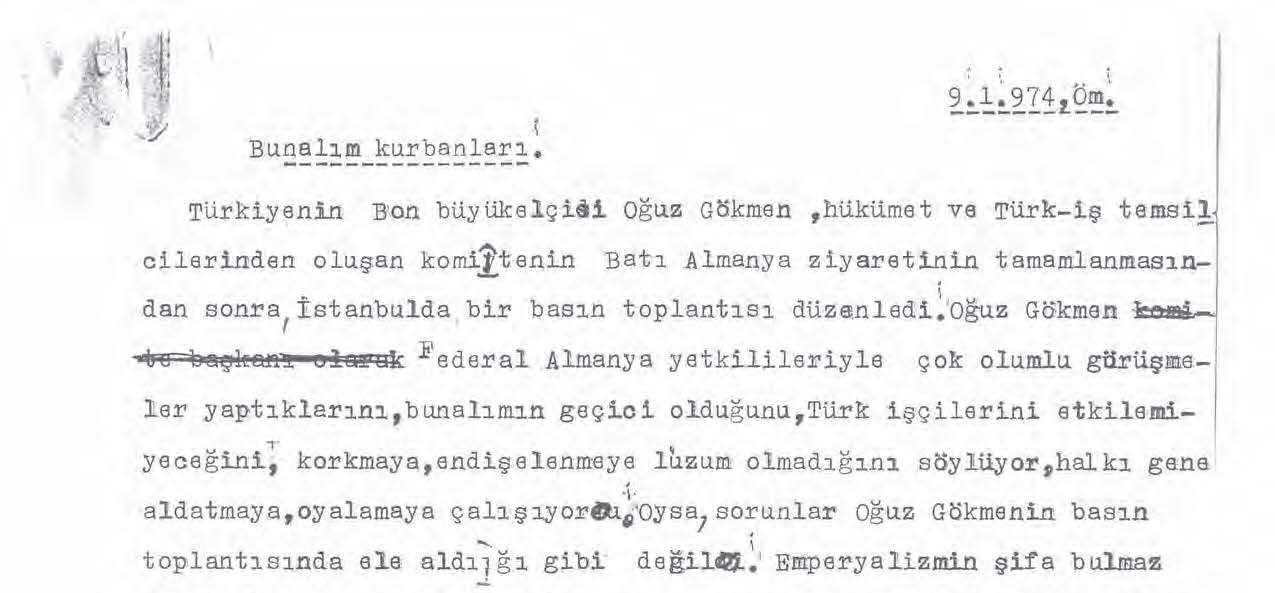 9.1.974,Öm.
Bunalım kurbanları.
Türkiyenin Bon büyükelçisi Oğuz Gökmen ,hükümet ve Türk-iş temsil
cilerinden oluşan komitenin Batı Almanya ziyaretinin tamamlanmasın-
dan sonra, İstanbulda bir basın toplantısı düzenledi. Oğuz Gökmen komi-
te başkanı olaruk Federal Almanya yetkilileriyle çok olumlu görüşme-
ler yaptıklarını,bunalımın geçici olduğunu,Türk işçilerini etkilemi-
yeceğini, korkmaya,endişelenmeye lüzum olmadığını söylüyor,halkı gene
aldatmaya,oyalamaya çalışıyordu.Oysa, sorunlar Oğuz Gökmenin basın
toplantısında ele aldığı gibi değildi. Emperyalizmin şifa bulmaz